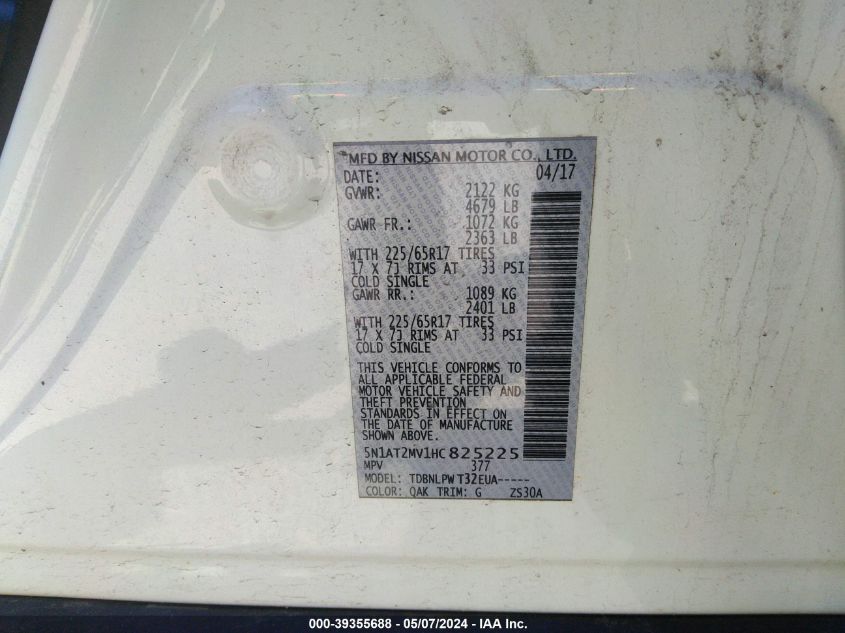 MFD BY NISSAN MOTOR CO., LTD.
DATE: 04/17
GVWR: 2122 KG
4679 LB
GAWR FR.: 1072 KG
2363 LB
WITH 225/65R17 TIRES
17 X 7J RIMS AT 33 PSI
COLD SINGLE
GAWR RR.: 1089 KG
2401 LB
WITH 225/65R17 TIRES
17 X 7J RIMS AT 33 PSI
COLD SINGLE
THIS VEHICLE CONFORMS TO
ALL APPLICABLE FEDERAL
MOTOR VEHICLE SAFETY AND
THEFT PREVENTION
STANDARDS IN EFFECT ON
THE DATE OF MANUFACTURE
SHOWN ABOVE.
5N1AT2MV1HC825225
MPV 377
MODEL: TDBNLPW T32EUA-----
COLOR: QAK TRIM: G ZS30A
000-39355688 - 05/07/2024 - IAA Inc.